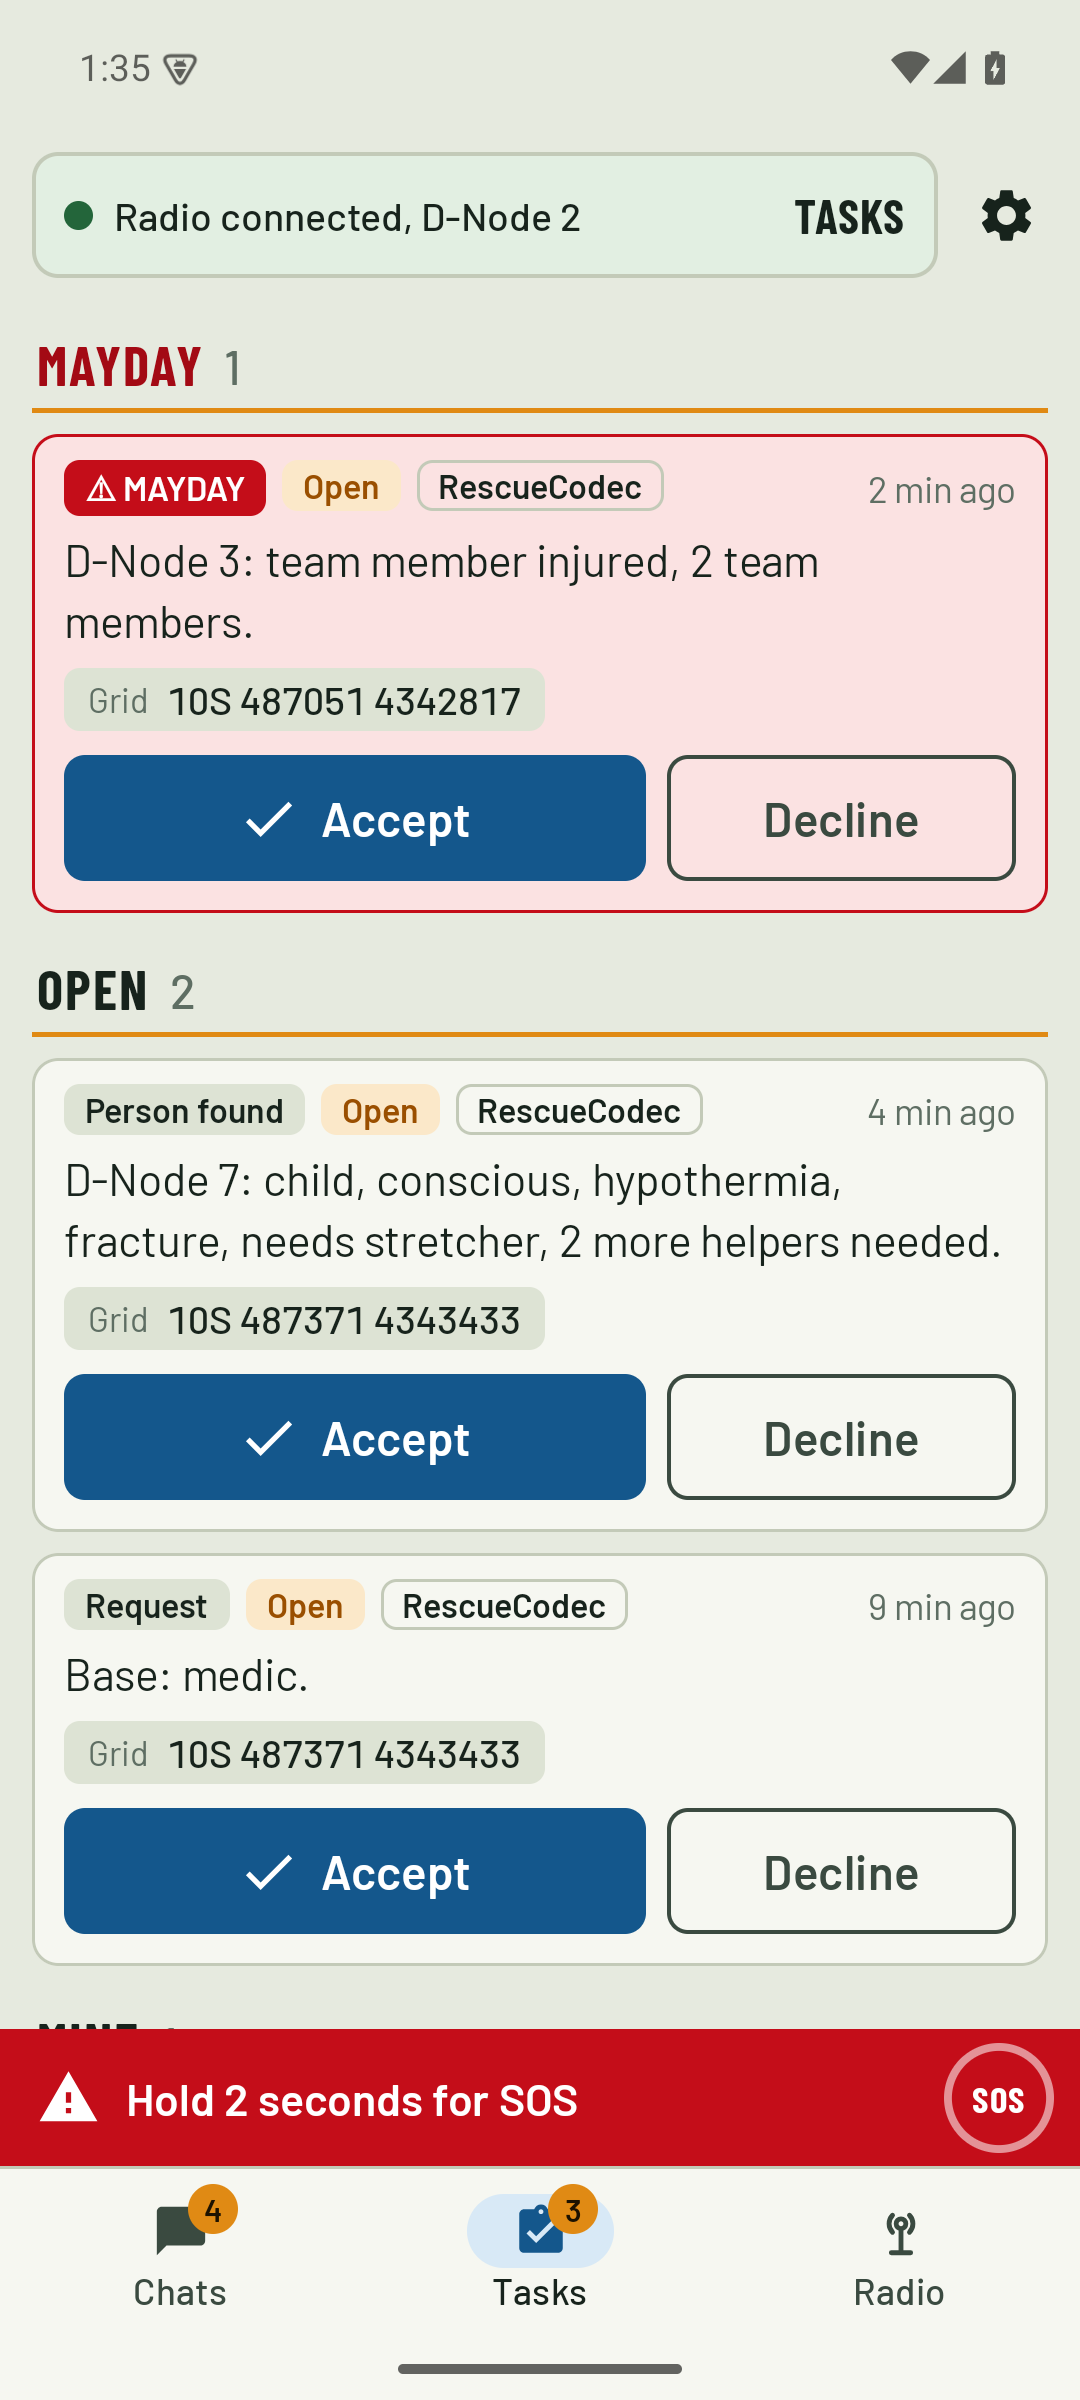 1:35
Radio connected, D-Node 2
TASKS
MAYDAY 1
MAYDAY
Open
RescueCodec
2 min ago
D-Node 3: team member injured, 2 team
members.
Grid 10S 487051 4342817
Accept
Decline
OPEN 2
Person found
Open
RescueCodec
4 min ago
D-Node 7: child, conscious, hypothermia,
fracture, needs stretcher, 2 more helpers needed.
Grid 10S 487371 4343433
Accept
Decline
Request
Open
RescueCodec
9 min ago
Base: medic.
Grid 10S 487371 4343433
Accept
Decline
Hold 2 seconds for SOS
SOS
4
3
Chats
Tasks
Radio